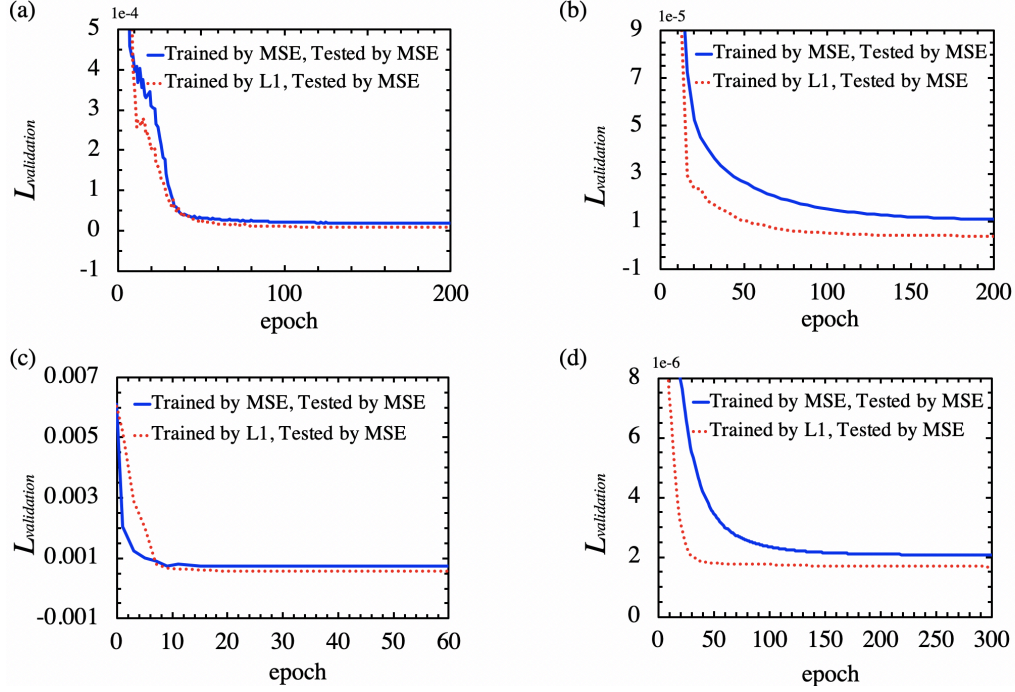 (a)
1e-4
5
4
3
2
1
0
-1
Trained by MSE, Tested by MSE
Trained by L1, Tested by MSE
Lvalidation
0
100
200
epoch
(b)
1e-5
9
7
5
3
1
-1
Trained by MSE, Tested by MSE
Trained by L1, Tested by MSE
Lvalidation
0
50
100
150
200
epoch
(c)
0.007
0.005
0.003
0.001
-0.001
Trained by MSE, Tested by MSE
Trained by L1, Tested by MSE
Lvalidation
0
10
20
30
40
50
60
epoch
(d)
1e-6
8
6
4
2
0
Trained by MSE, Tested by MSE
Trained by L1, Tested by MSE
Lvalidation
0
50
100
150
200
250
300
epoch